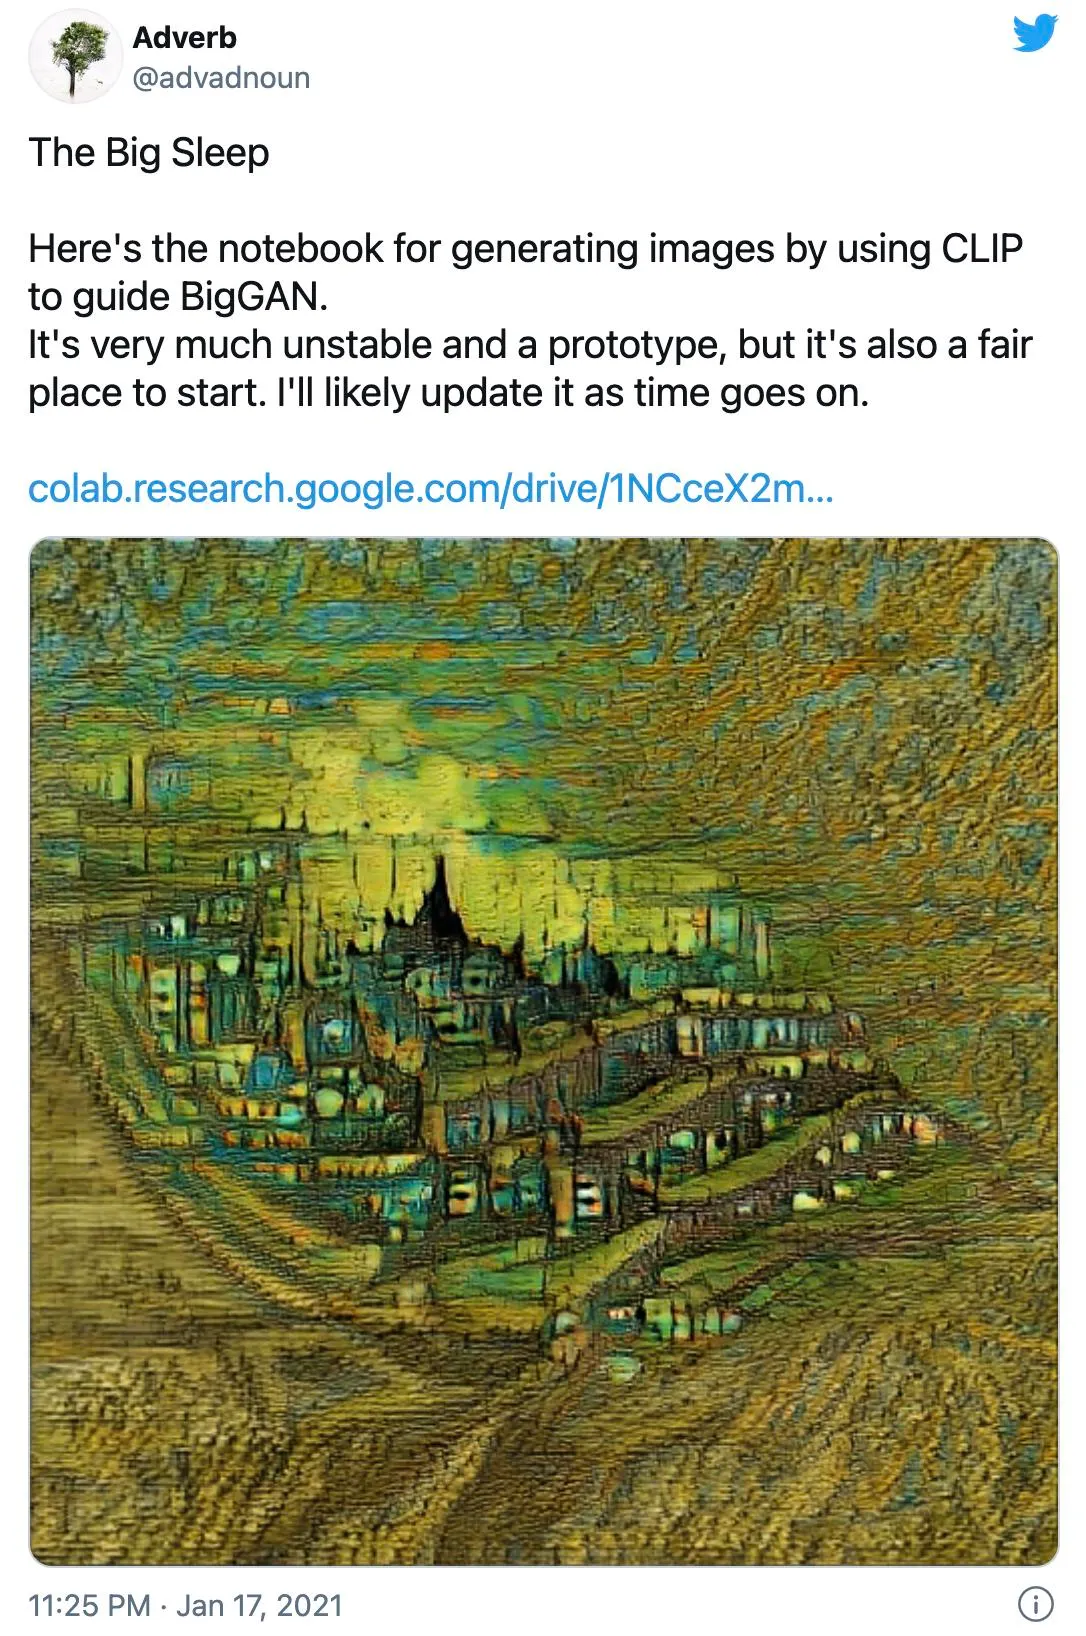 Adverb
@advadnoun
The Big Sleep
Here's the notebook for generating images by using CLIP
to guide BigGAN.
It's very much unstable and a prototype, but it's also a fair
place to start. I'll likely update it as time goes on.
colab.research.google.com/drive/1NCceX2m...
11:25 PM · Jan 17, 2021